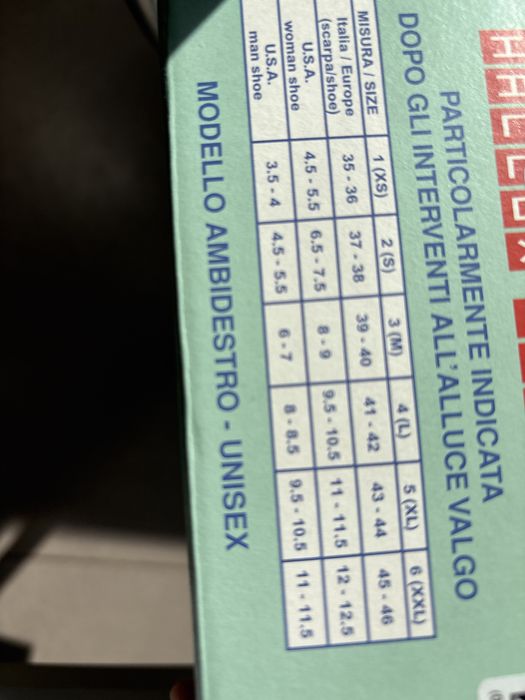 PARTICOLARMENTE INDICATA
DOPO GLI INTERVENTI ALL'ALLUCE VALGO
MISURA / SIZE 1 (XS) 2 (S) 3 (M) 4 (L) 5 (XL) 6 (XXL)
Italia / Europe
(scarpa/shoe) 35 - 36 37 - 38 39 - 40 41 - 42 43 - 44 45 - 46
U.S.A.
woman shoe 4.5 - 5.5 6.5 - 7.5 8 - 9 9.5 - 10.5 11 - 11.5 12 - 12.5
U.S.A.
man shoe 3.5 - 4 4.5 - 5.5 6 - 7 8 - 8.5 9.5 - 10.5 11 - 11.5
MODELLO AMBIDESTRO - UNISEX